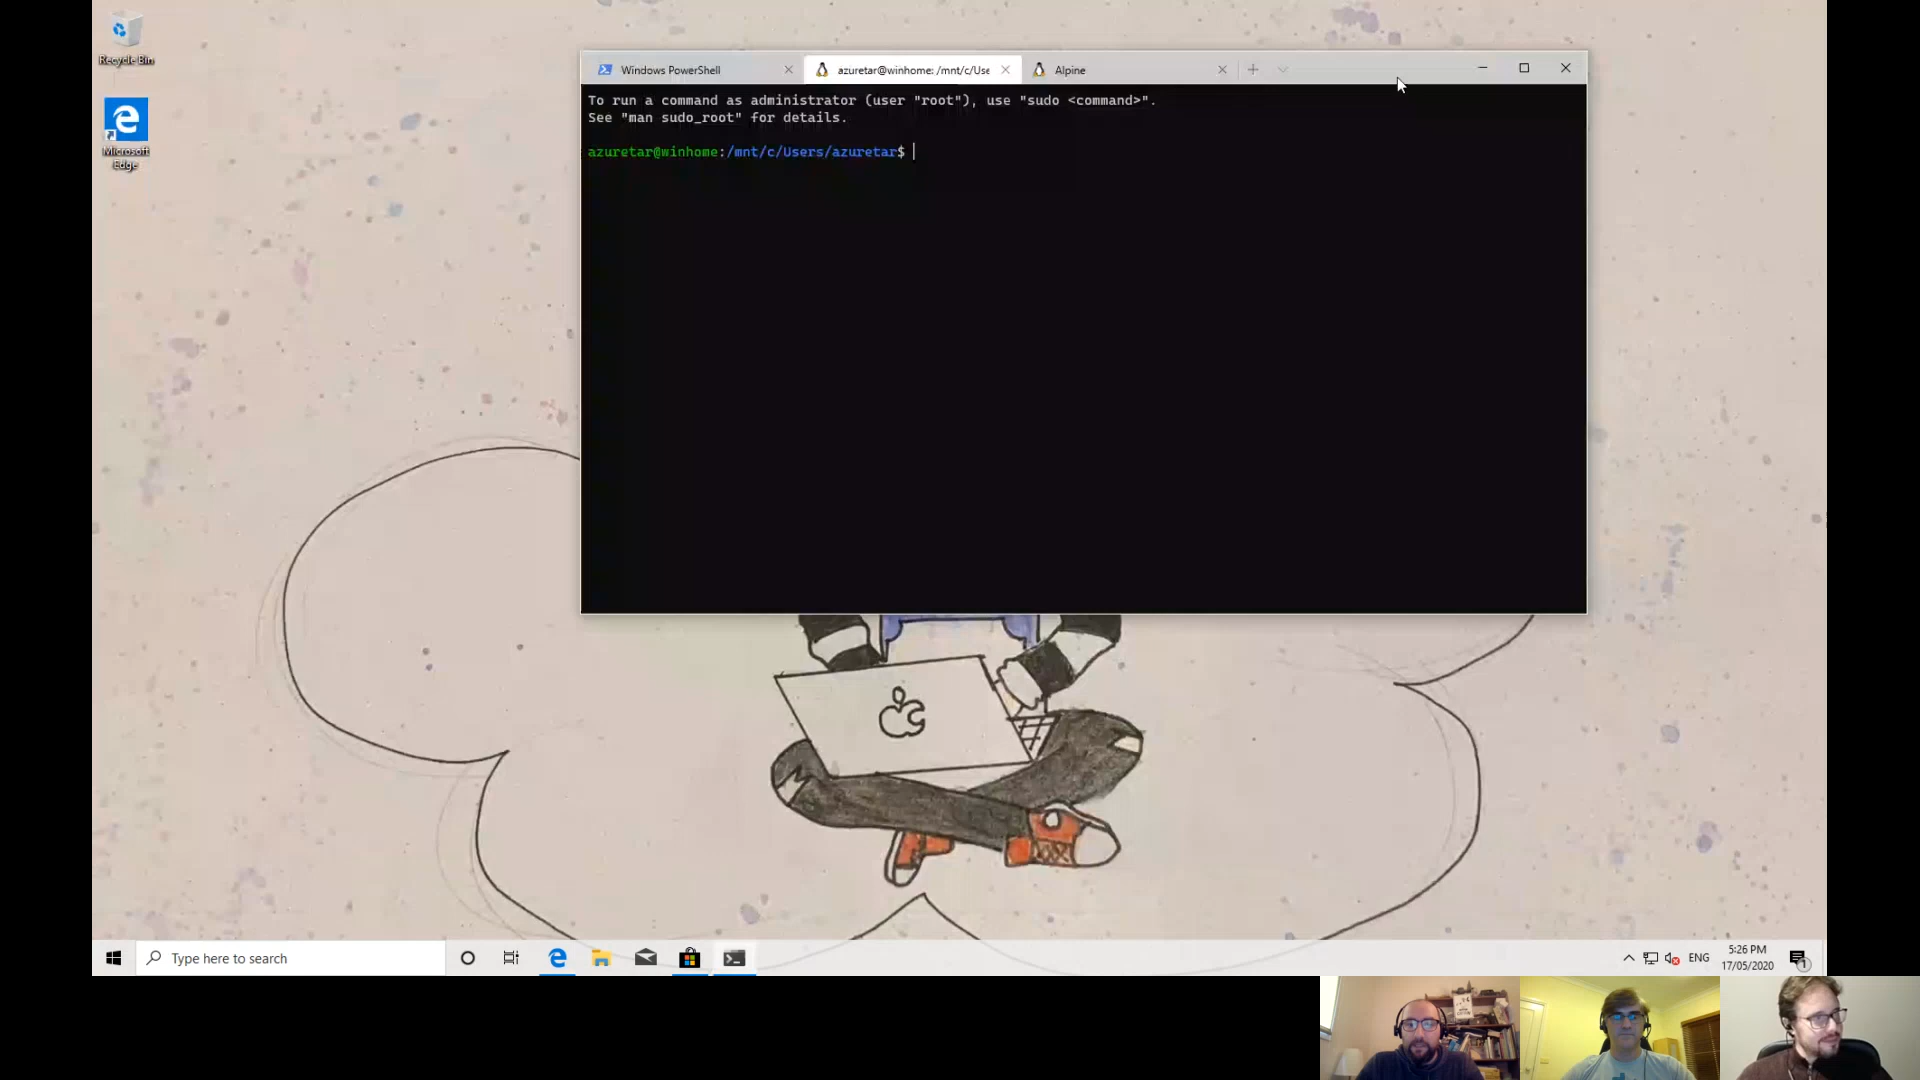 Recycle Bin
Microsoft
Edge
Windows PowerShell
azuretar@winhome: /mnt/c/Use
Alpine
To run a command as administrator (user "root"), use "sudo <command>".
See "man sudo_root" for details.
azuretar@winhome:/mnt/c/Users/azuretar$
Type here to search
ENG
5:26 PM
17/05/2020
1